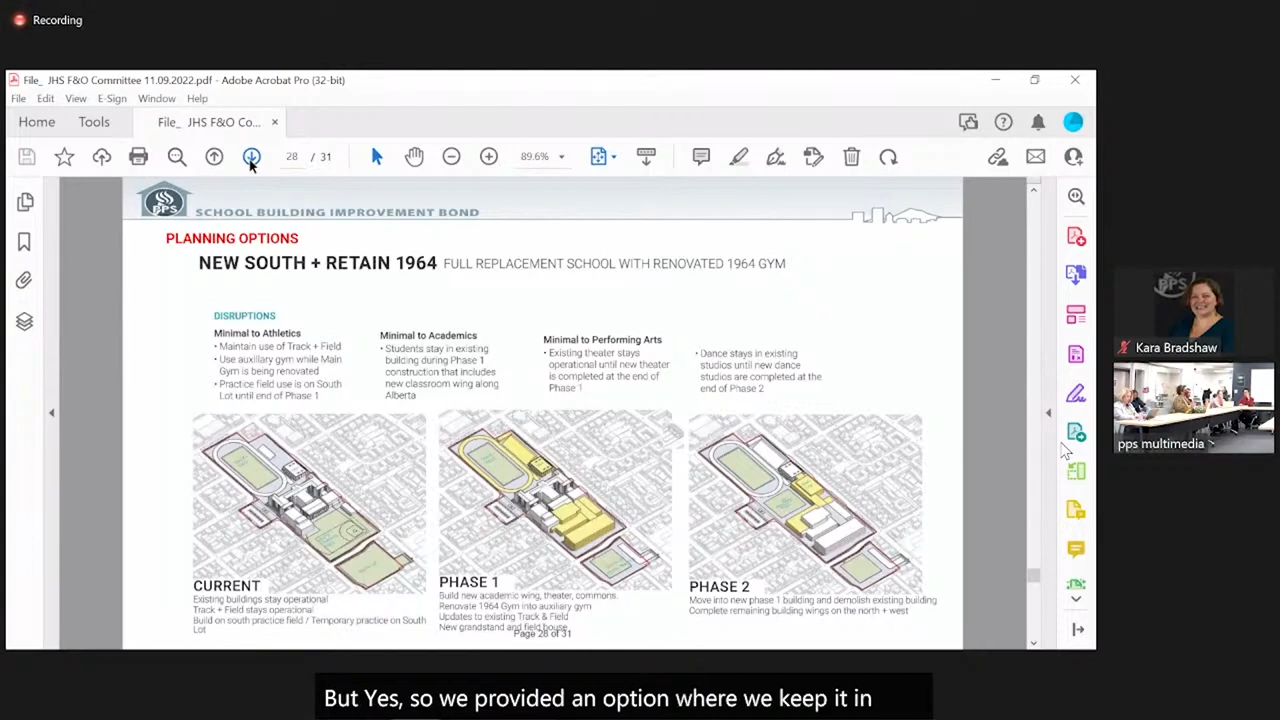 Recording
File_ JHS F&O Committee 11.09.2022.pdf - Adobe Acrobat Pro (32-bit)
File Edit View E-Sign Window Help
Home Tools File_ JHS F&O Co... ×
28 / 31 89.6%
PPS
SCHOOL BUILDING IMPROVEMENT BOND
PLANNING OPTIONS
NEW SOUTH + RETAIN 1964 FULL REPLACEMENT SCHOOL WITH RENOVATED 1964 GYM
DISRUPTIONS
Minimal to Athletics
• Maintain use of Track + Field
• Use auxiliary gym while Main
Gym is being renovated
• Practice field use is on South
Lot until end of Phase 1
Minimal to Academics
• Students stay in existing
building during Phase 1
construction that includes
new classroom wing along
Alberta
Minimal to Performing Arts
• Existing theater stays
operational until new theater
is completed at the end of
Phase 1
• Dance stays in existing
studios until new dance
studios are completed at the
end of Phase 2
CURRENT
Existing buildings stay operational
Track + Field stays operational
Build on south practice field / Temporary practice on South
Lot
PHASE 1
Build new academic wing, theater, commons.
Renovate 1964 Gym into auxiliary gym
Updates to existing Track & Field
New grandstand and field house
PHASE 2
Move into new phase 1 building and demolish existing building
Complete remaining building wings on the north + west
Page 28 of 31
PPS
Kara Bradshaw
pps multimedia
But Yes, so we provided an option where we keep it in